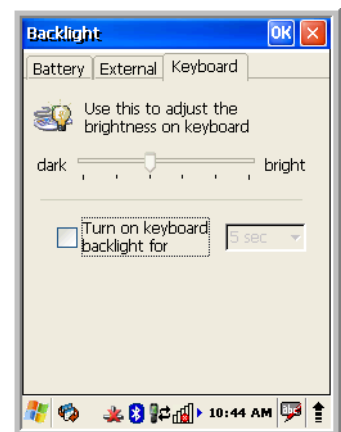 Backlight OK
Battery External Keyboard
Use this to adjust the
brightness on keyboard
dark bright
Turn on keyboard 5 sec
backlight for
10:44 AM abc